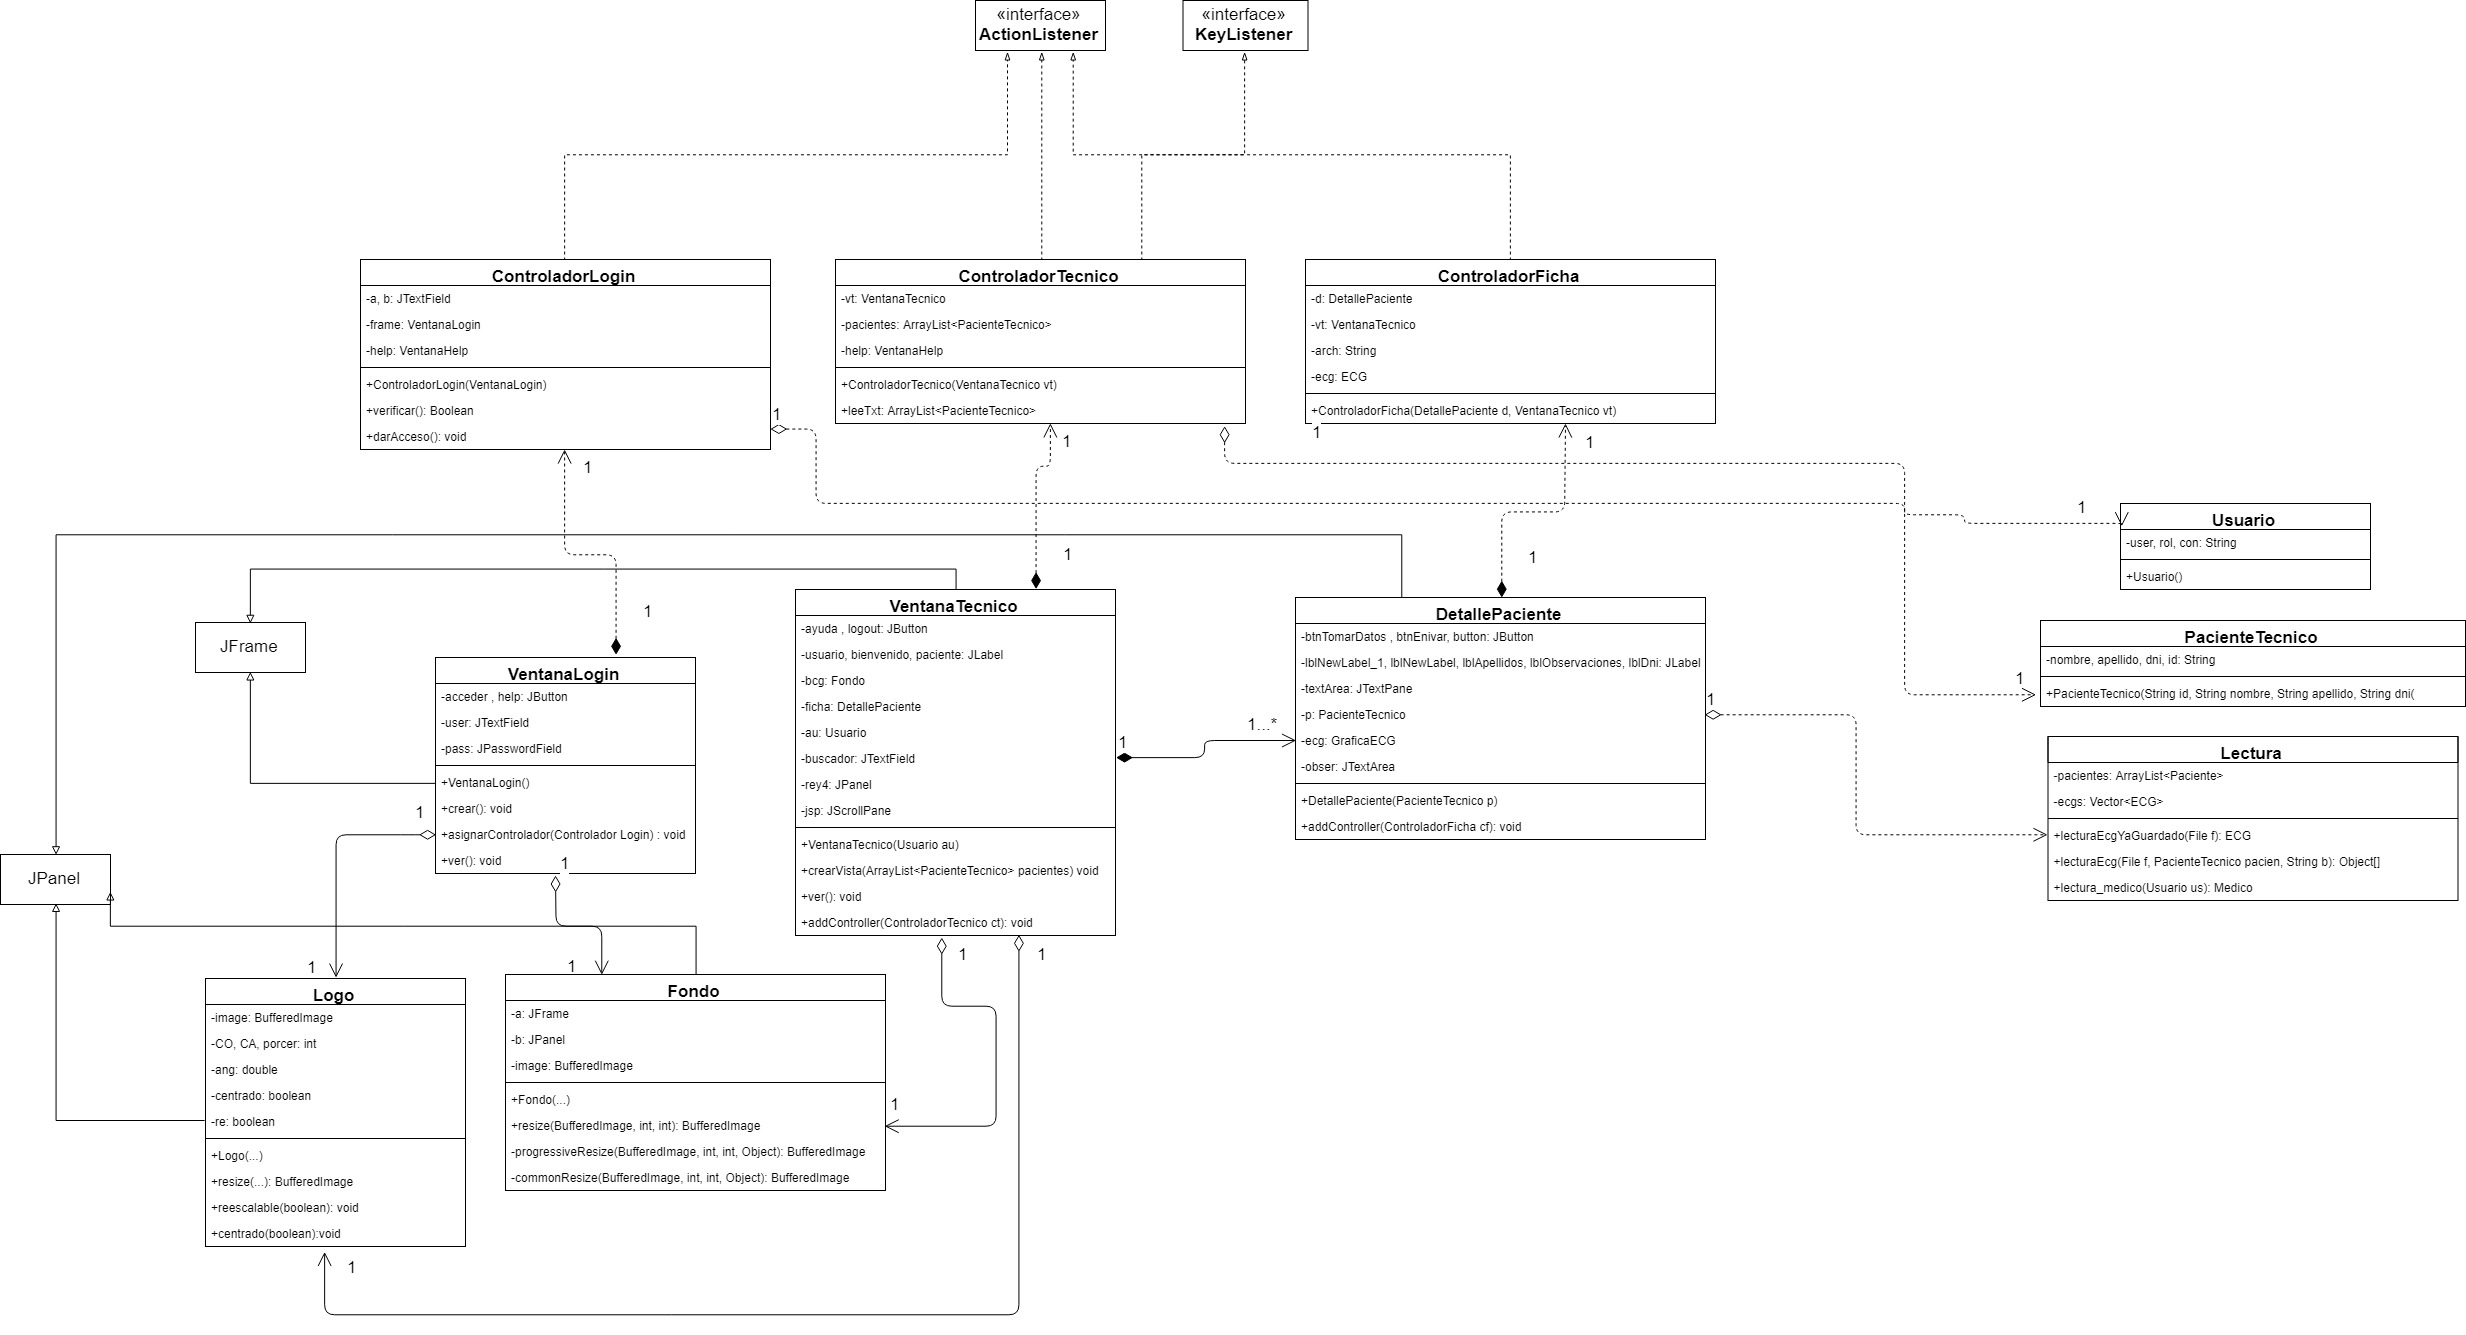 «interface»
ActionListener
«interface»
KeyListener
ControladorLogin
-a, b: JTextField
-frame: VentanaLogin
-help: VentanaHelp
+ControladorLogin(VentanaLogin)
+verificar(): Boolean
+darAcceso(): void
1
1
ControladorTecnico
-vt: VentanaTecnico
-pacientes: ArrayList<PacienteTecnico>
-help: VentanaHelp
+ControladorTecnico(VentanaTecnico vt)
+leeTxt: ArrayList<PacienteTecnico>
1
ControladorFicha
-d: DetallePaciente
-vt: VentanaTecnico
-arch: String
-ecg: ECG
+ControladorFicha(DetallePaciente d, VentanaTecnico vt)
1
1
1
Usuario
-user, rol, con: String
+Usuario()
JFrame
1
VentanaLogin
-acceder , help: JButton
-user: JTextField
-pass: JPasswordField
+VentanaLogin()
+crear(): void
+asignarControlador(Controlador Login) : void
+ver(): void
1
1
1
VentanaTecnico
-ayuda , logout: JButton
-usuario, bienvenido, paciente: JLabel
-bcg: Fondo
-ficha: DetallePaciente
-au: Usuario
-buscador: JTextField
-rey4: JPanel
-jsp: JScrollPane
+VentanaTecnico(Usuario au)
+crearVista(ArrayList<PacienteTecnico> pacientes) void
+ver(): void
+addController(ControladorTecnico ct): void
1
1...*
1
1
1
DetallePaciente
-btnTomarDatos , btnEnivar, button: JButton
-lblNewLabel_1, lblNewLabel, lblApellidos, lblObservaciones, lblDni: JLabel
-textArea: JTextPane
-p: PacienteTecnico
-ecg: GraficaECG
-obser: JTextArea
+DetallePaciente(PacienteTecnico p)
+addController(ControladorFicha cf): void
1
1
PacienteTecnico
-nombre, apellido, dni, id: String
+PacienteTecnico(String id, String nombre, String apellido, String dni(
Lectura
-pacientes: ArrayList<Paciente>
-ecgs: Vector<ECG>
+lecturaEcgYaGuardado(File f): ECG
+lecturaEcg(File f, PacienteTecnico pacien, String b): Object[]
+lectura_medico(Usuario us): Medico
JPanel
1
Logo
-image: BufferedImage
-CO, CA, porcer: int
-ang: double
-centrado: boolean
-re: boolean
+Logo(...)
+resize(...): BufferedImage
+reescalable(boolean): void
+centrado(boolean):void
1
1
Fondo
-a: JFrame
-b: JPanel
-image: BufferedImage
+Fondo(...)
+resize(BufferedImage, int, int): BufferedImage
-progressiveResize(BufferedImage, int, int, Object): BufferedImage
-commonResize(BufferedImage, int, int, Object): BufferedImage
1